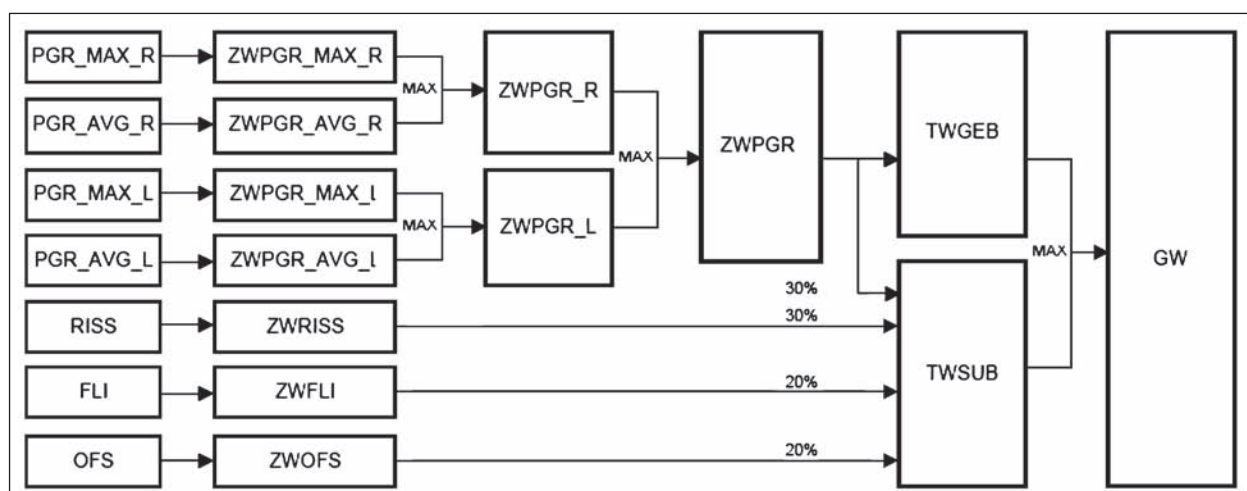 PGR_MAX_R
ZWPGR_MAX_R
PGR_AVG_R
ZWPGR_AVG_R
MAX
ZWPGR_R
PGR_MAX_L
ZWPGR_MAX_l
PGR_AVG_L
ZWPGR_AVG_l
MAX
ZWPGR_L
MAX
ZWPGR
TWGEB
RISS
ZWRISS
30%
30%
FLI
ZWFLI
20%
OFS
ZWOFS
20%
TWSUB
MAX
GW